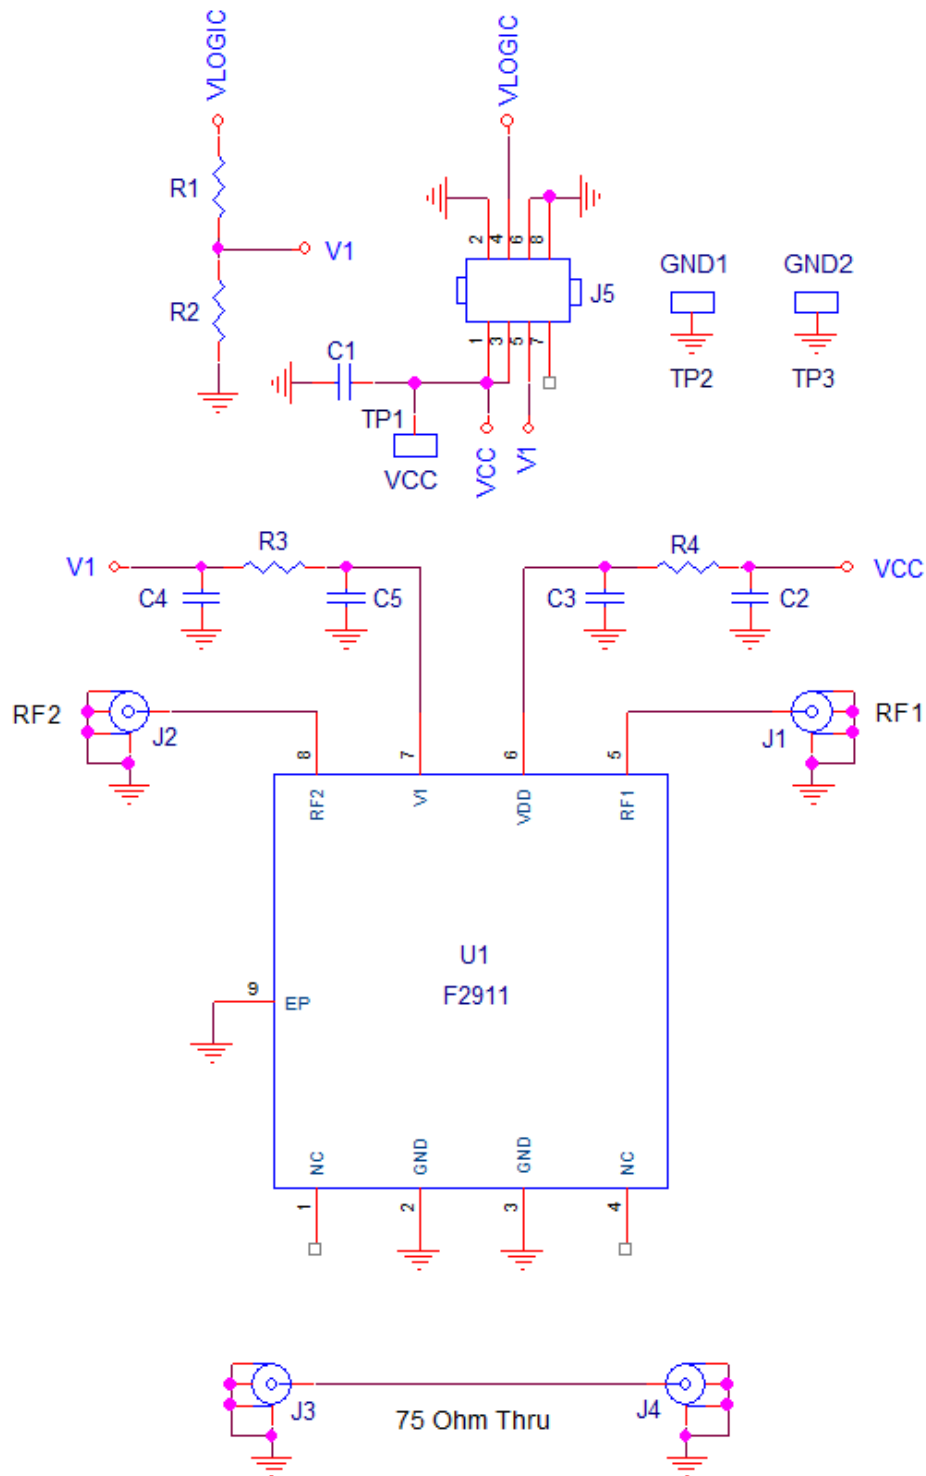 VLOGIC
VLOGIC
R1
V1
R2
2
4
6
8
J5
1
3
5
7
GND1
GND2
TP2
TP3
C1
TP1
VCC
VCC
V1
V1
R3
C4
C5
R4
VCC
C3
C2
RF2
J2
J1
RF1
8
7
6
5
RF2
V1
VDD
RF1
U1
F2911
9
EP
NC
GND
GND
NC
1
2
3
4
J3
75 Ohm Thru
J4